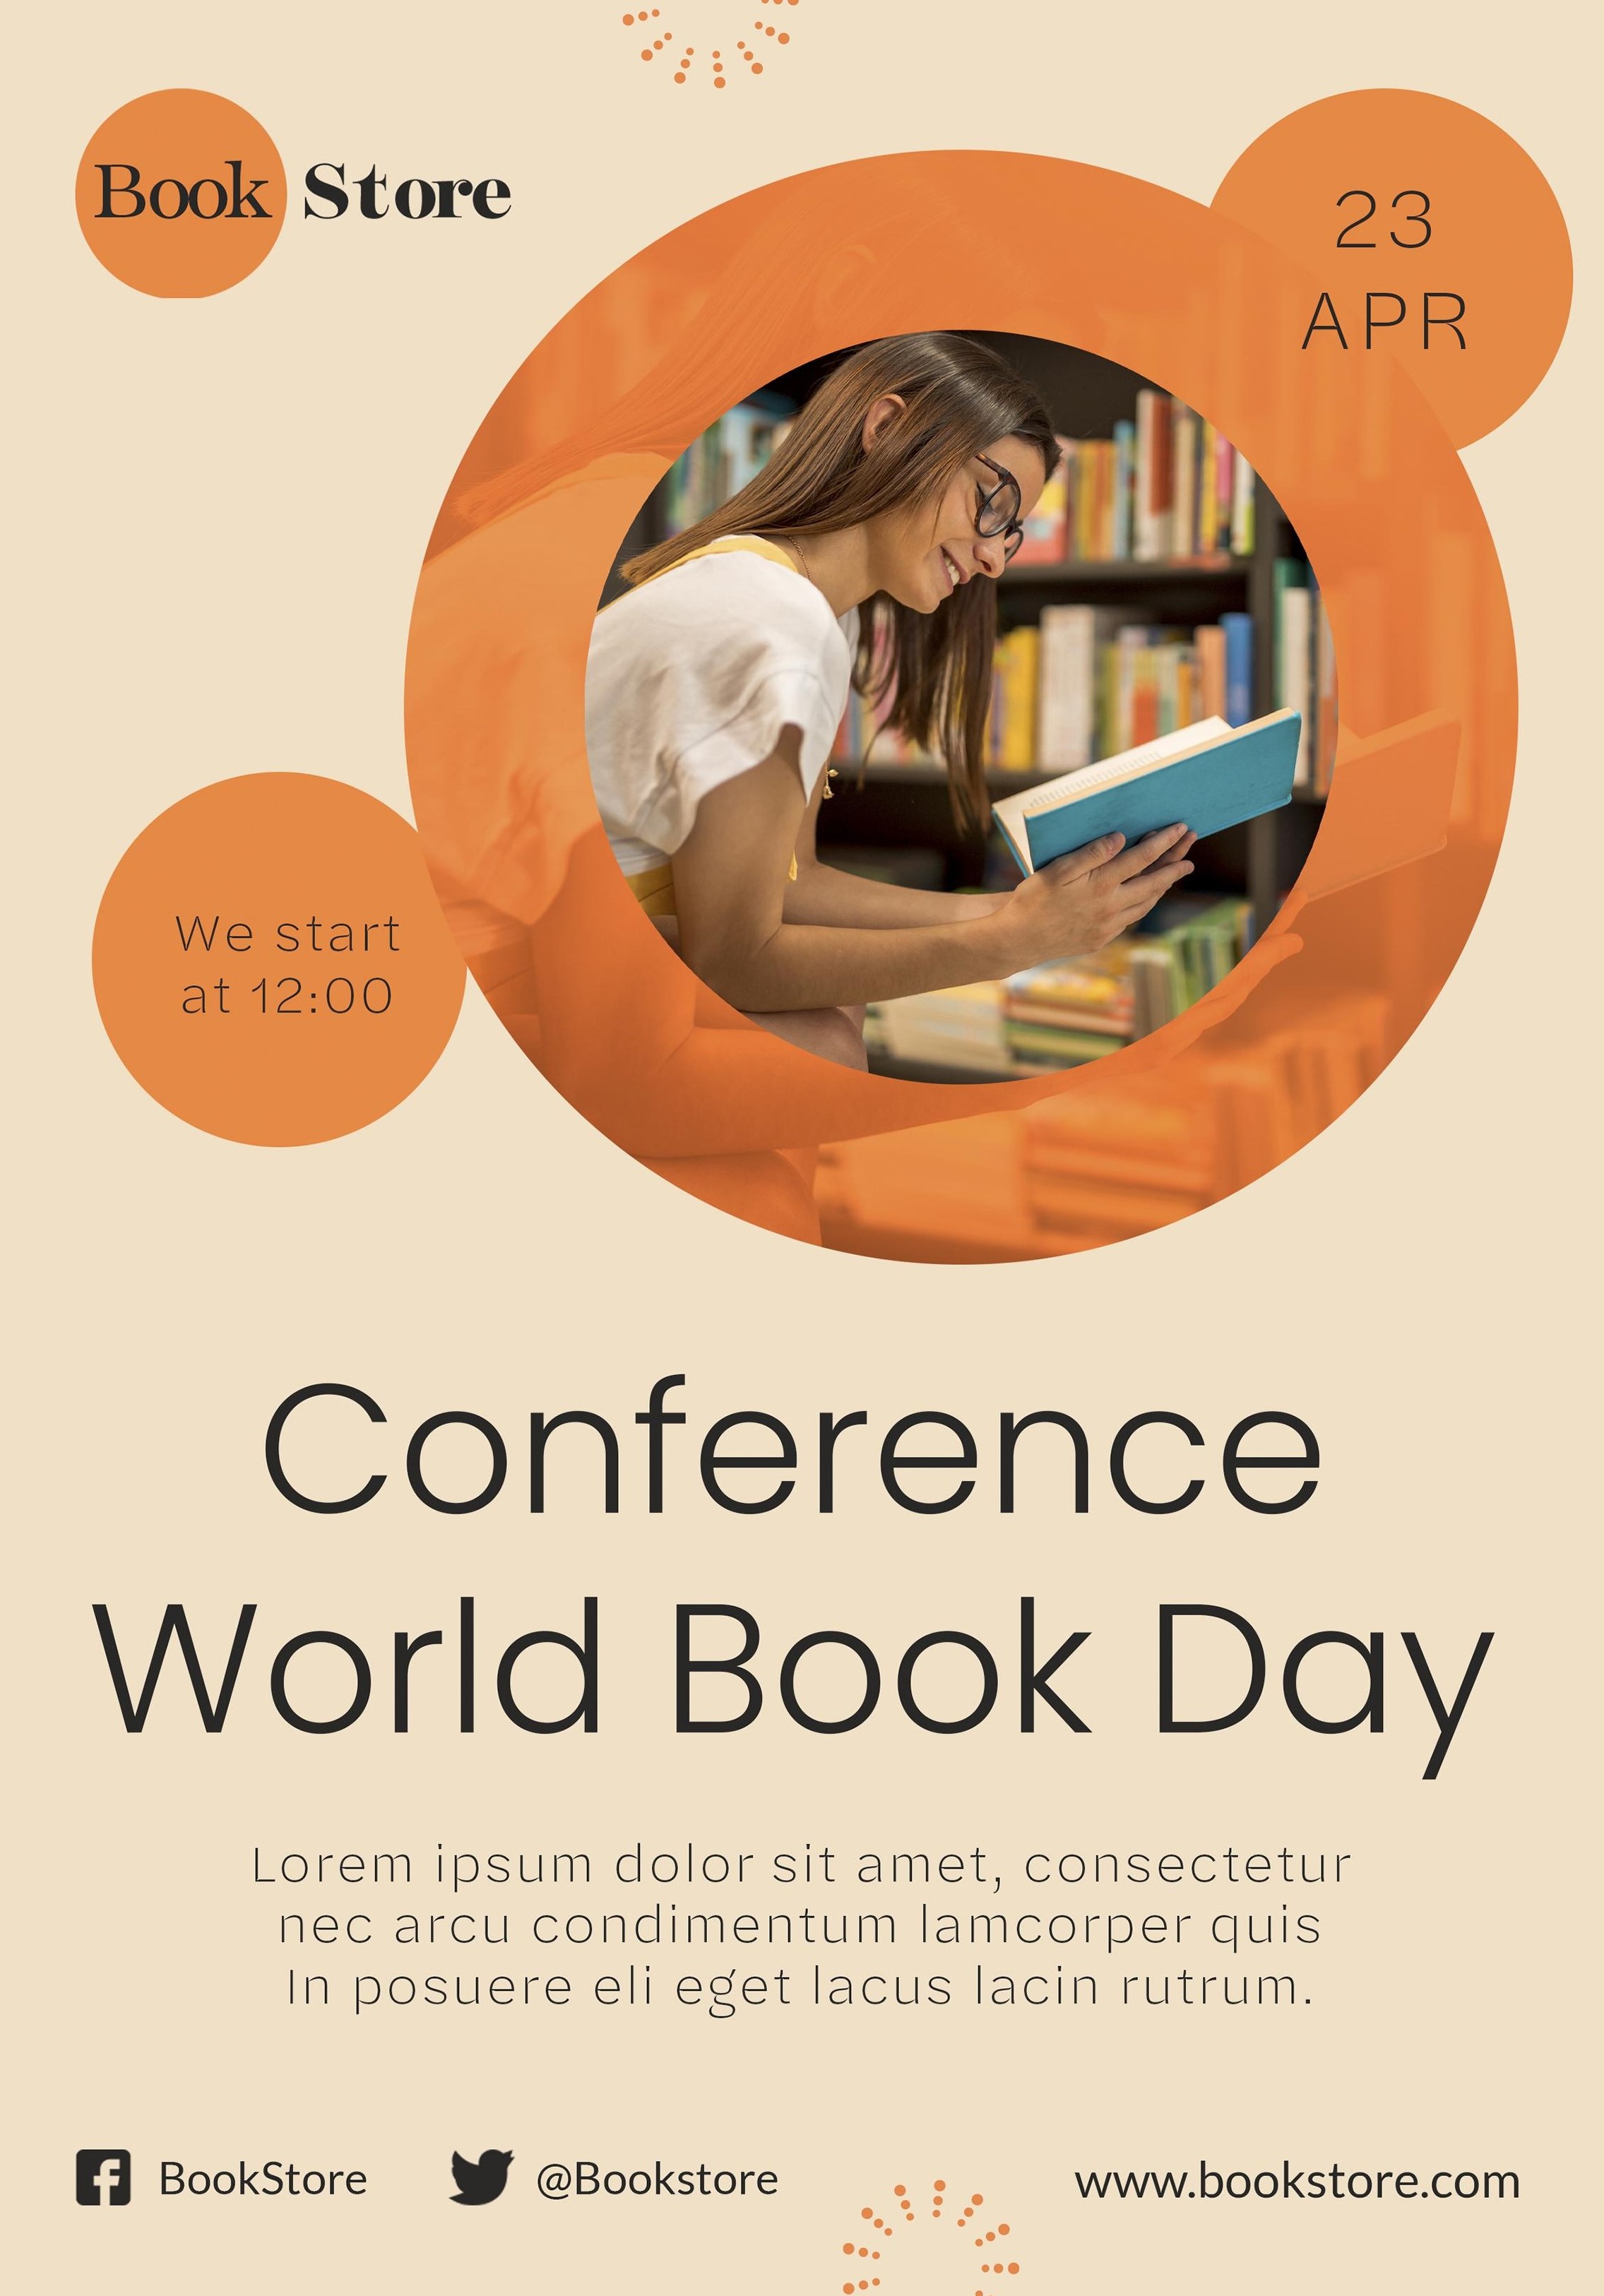 Book Store
23
APR
We start
at 12:00
Conference
World Book Day
Lorem ipsum dolor sit amet, consectetur
nec arcu condimentum lamcorper quis
In posuere eli eget lacus lacin rutrum.
BookStore
@Bookstore
www.bookstore.com